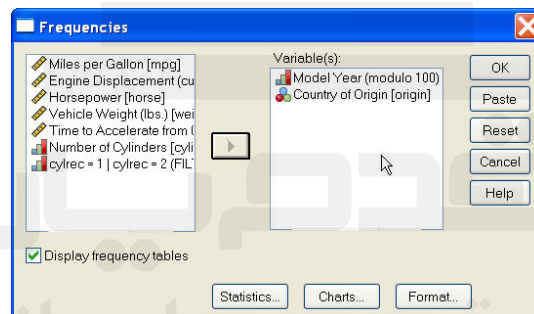 Frequencies
Miles per Gallon [mpg]
Engine Displacement (cu
Horsepower [horse]
Vehicle Weight (lbs.) [wei
Time to Accelerate from
Number of Cylinders [cyli
cylrec = 1 | cylrec = 2 (FIL
Variable(s):
Model Year (modulo 100)
Country of Origin [origin]
OK
Paste
Reset
Cancel
Help
Display frequency tables
Statistics...
Charts...
Format...